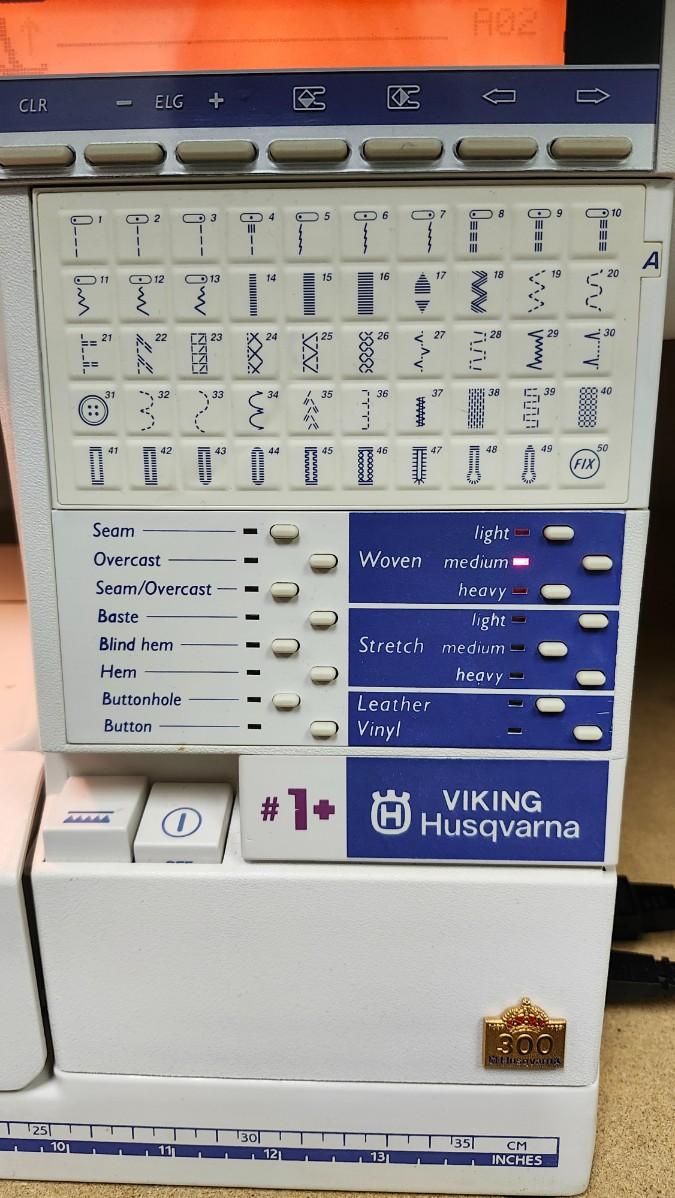 A02
CLR − ELG +
1 2 3 4 5 6 7 8 9 10
A
11 12 13 14 15 16 17 18 19 20
21 22 23 24 25 26 27 28 29 30
31 32 33 34 35 36 37 38 39 40
41 42 43 44 45 46 47 48 49 50
FIX
Seam
Overcast
Seam/Overcast
Baste
Blind hem
Hem
Buttonhole
Button
Woven
light
medium
heavy
Stretch
light
medium
heavy
Leather
Vinyl
OFF
#1+
H
VIKING
Husqvarna
300
Husqvarna
25 30 35 CM
10 11 12 13 INCHES